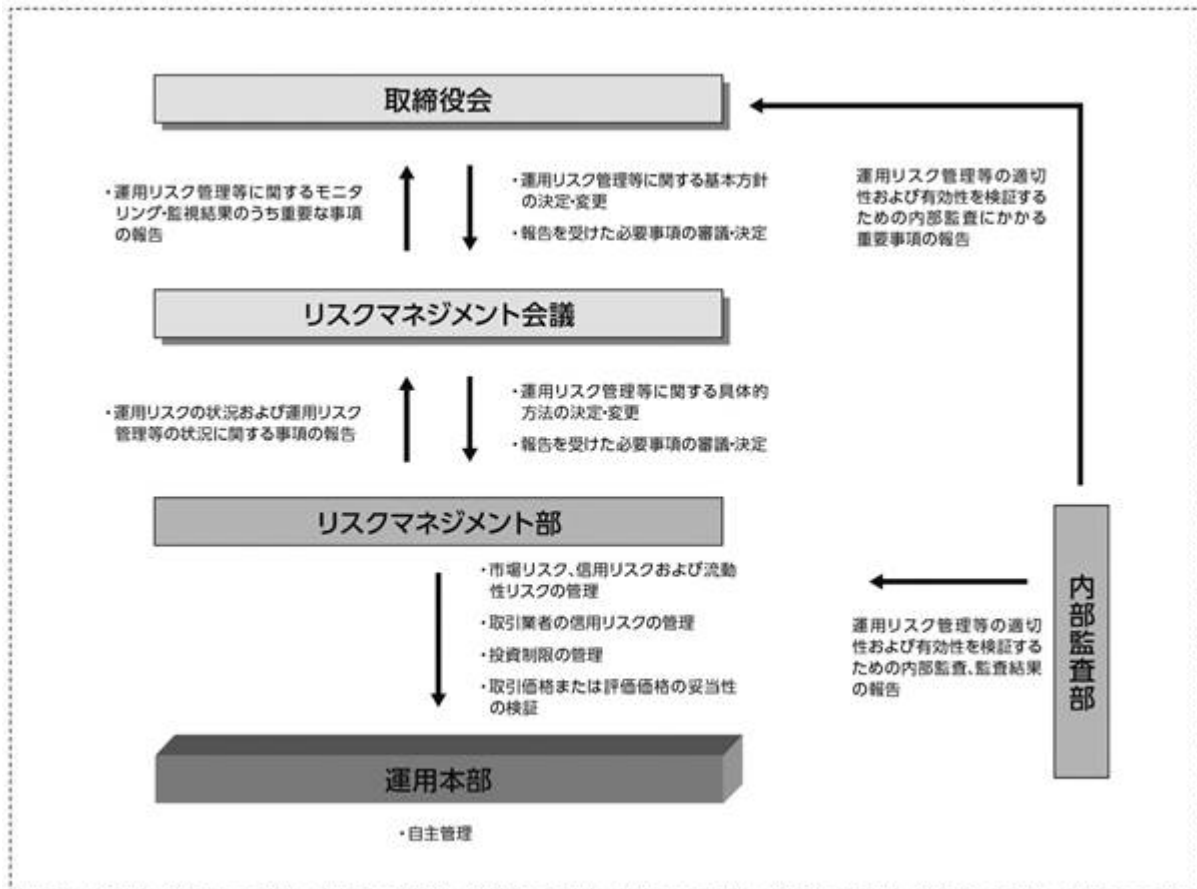 取締役会
・運用リスク管理等に関するモニタ
リング・監視結果のうち重要な事項
の報告
・運用リスク管理等に関する基本方針
の決定・変更
・報告を受けた必要事項の審議・決定
運用リスク管理等の適切
性および有効性を検証する
ための内部監査にかかる
重要事項の報告
リスクマネジメント会議
・運用リスクの状況および運用リスク
管理等の状況に関する事項の報告
・運用リスク管理等に関する具体的
方法の決定・変更
・報告を受けた必要事項の審議・決定
リスクマネジメント部
・市場リスク、信用リスクおよび流動
性リスクの管理
・取引業者の信用リスクの管理
・投資制限の管理
・取引価格または評価価格の妥当性
の検証
運用リスク管理等の適切
性および有効性を検証する
ための内部監査、監査結果
の報告
内部監査部
運用本部
・自主管理